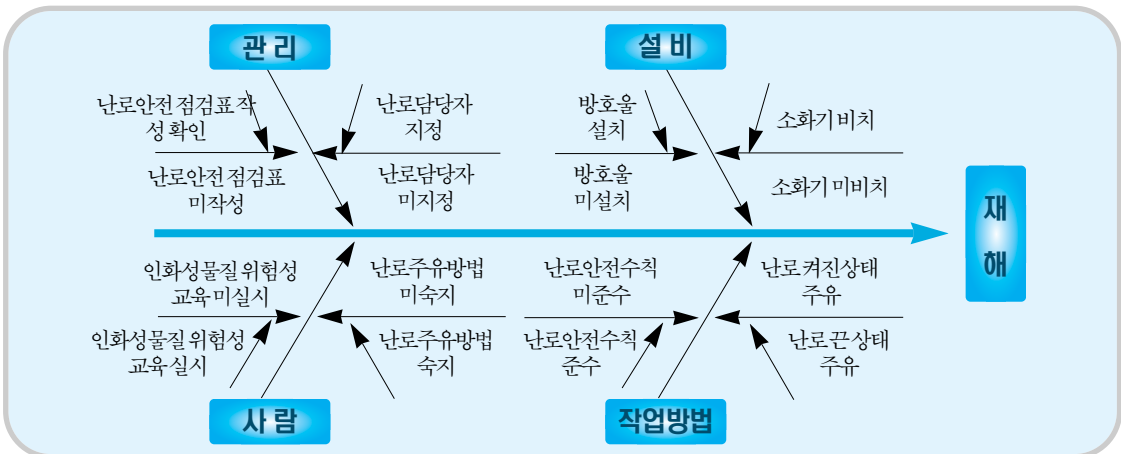 관 리
설 비
난로안전 점검표 작
성 확인
난로담당자
지정
방호울
설치
소화기 비치
난로안전 점검표
미작성
난로담당자
미지정
방호울
미설치
소화기 미비치
재
해
인화성물질 위험성
교육 미실시
난로주유방법
미숙지
난로안전수칙
미준수
난로 켜진상태
주유
인화성물질 위험성
교육 실시
난로주유방법
숙지
난로안전수칙
준수
난로 끈 상태
주유
사 람
작업방법